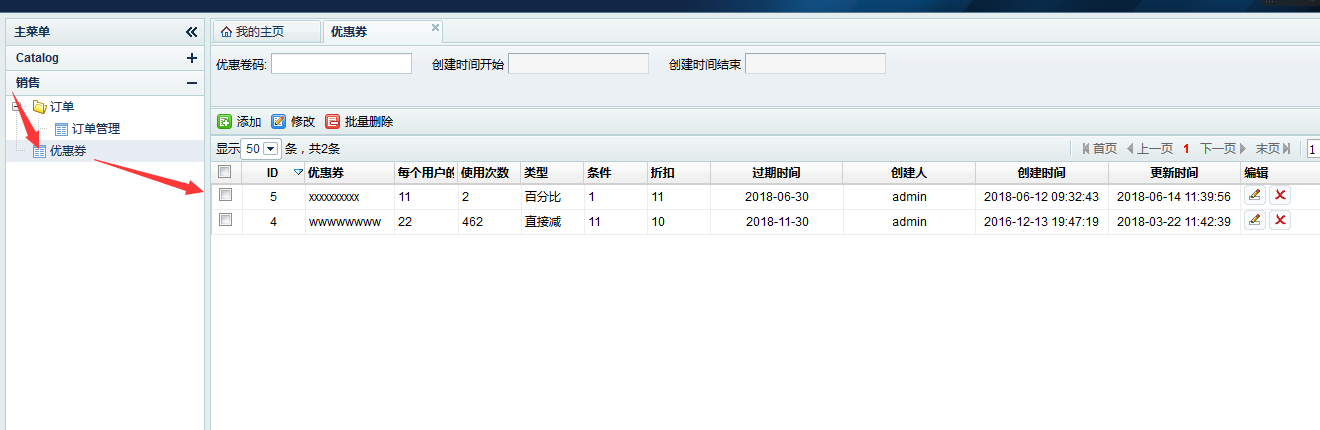 主菜单
Catalog
销售
订单
订单管理
优惠券
我的主页 优惠券
优惠卷码: 创建时间开始 创建时间结束
添加 修改 批量删除
显示 50 条，共2条 首页 上一页 1 下一页 末页 1
ID 优惠券 每个用户的 使用次数 类型 条件 折扣 过期时间 创建人 创建时间 更新时间 编辑
5 xxxxxxxxxx 11 2 百分比 1 11 2018-06-30 admin 2018-06-12 09:32:43 2018-06-14 11:39:56
4 wwwwwwww 22 462 直接减 11 10 2018-11-30 admin 2016-12-13 19:47:19 2018-03-22 11:42:39